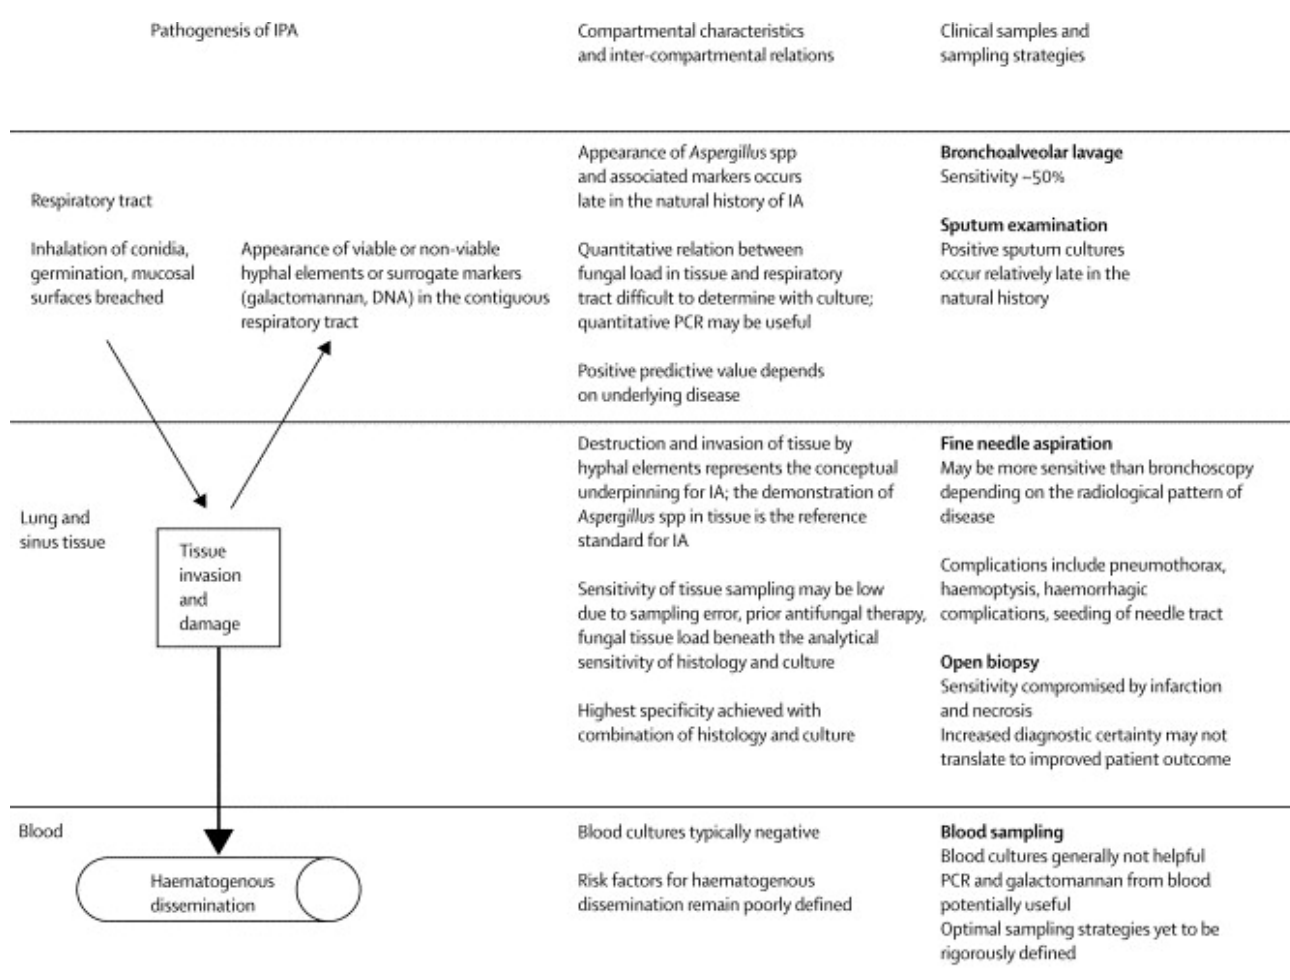 Pathogenesis of IPA
Compartmental characteristics
and inter-compartmental relations
Clinical samples and
sampling strategies
Respiratory tract
Inhalation of conidia,
germination, mucosal
surfaces breached
Appearance of viable or non-viable
hyphal elements or surrogate markers
(galactomannan, DNA) in the contiguous
respiratory tract
Appearance of Aspergillus spp
and associated markers occurs
late in the natural history of IA
Quantitative relation between
fungal load in tissue and respiratory
tract difficult to determine with culture;
quantitative PCR may be useful
Positive predictive value depends
on underlying disease
Bronchoalveolar lavage
Sensitivity ~50%
Sputum examination
Positive sputum cultures
occur relatively late in the
natural history
Lung and
sinus tissue
Tissue
invasion
and
damage
Destruction and invasion of tissue by
hyphal elements represents the conceptual
underpinning for IA; the demonstration of
Aspergillus spp in tissue is the reference
standard for IA
Sensitivity of tissue sampling may be low
due to sampling error, prior antifungal therapy,
fungal tissue load beneath the analytical
sensitivity of histology and culture
Highest specificity achieved with
combination of histology and culture
Fine needle aspiration
May be more sensitive than bronchoscopy
depending on the radiological pattern of
disease
Complications include pneumothorax,
haemoptysis, haemorrhagic
complications, seeding of needle tract
Open biopsy
Sensitivity compromised by infarction
and necrosis
Increased diagnostic certainty may not
translate to improved patient outcome
Blood
Haematogenous
dissemination
Blood cultures typically negative
Risk factors for haematogenous
dissemination remain poorly defined
Blood sampling
Blood cultures generally not helpful
PCR and galactomannan from blood
potentially useful
Optimal sampling strategies yet to be
rigorously defined